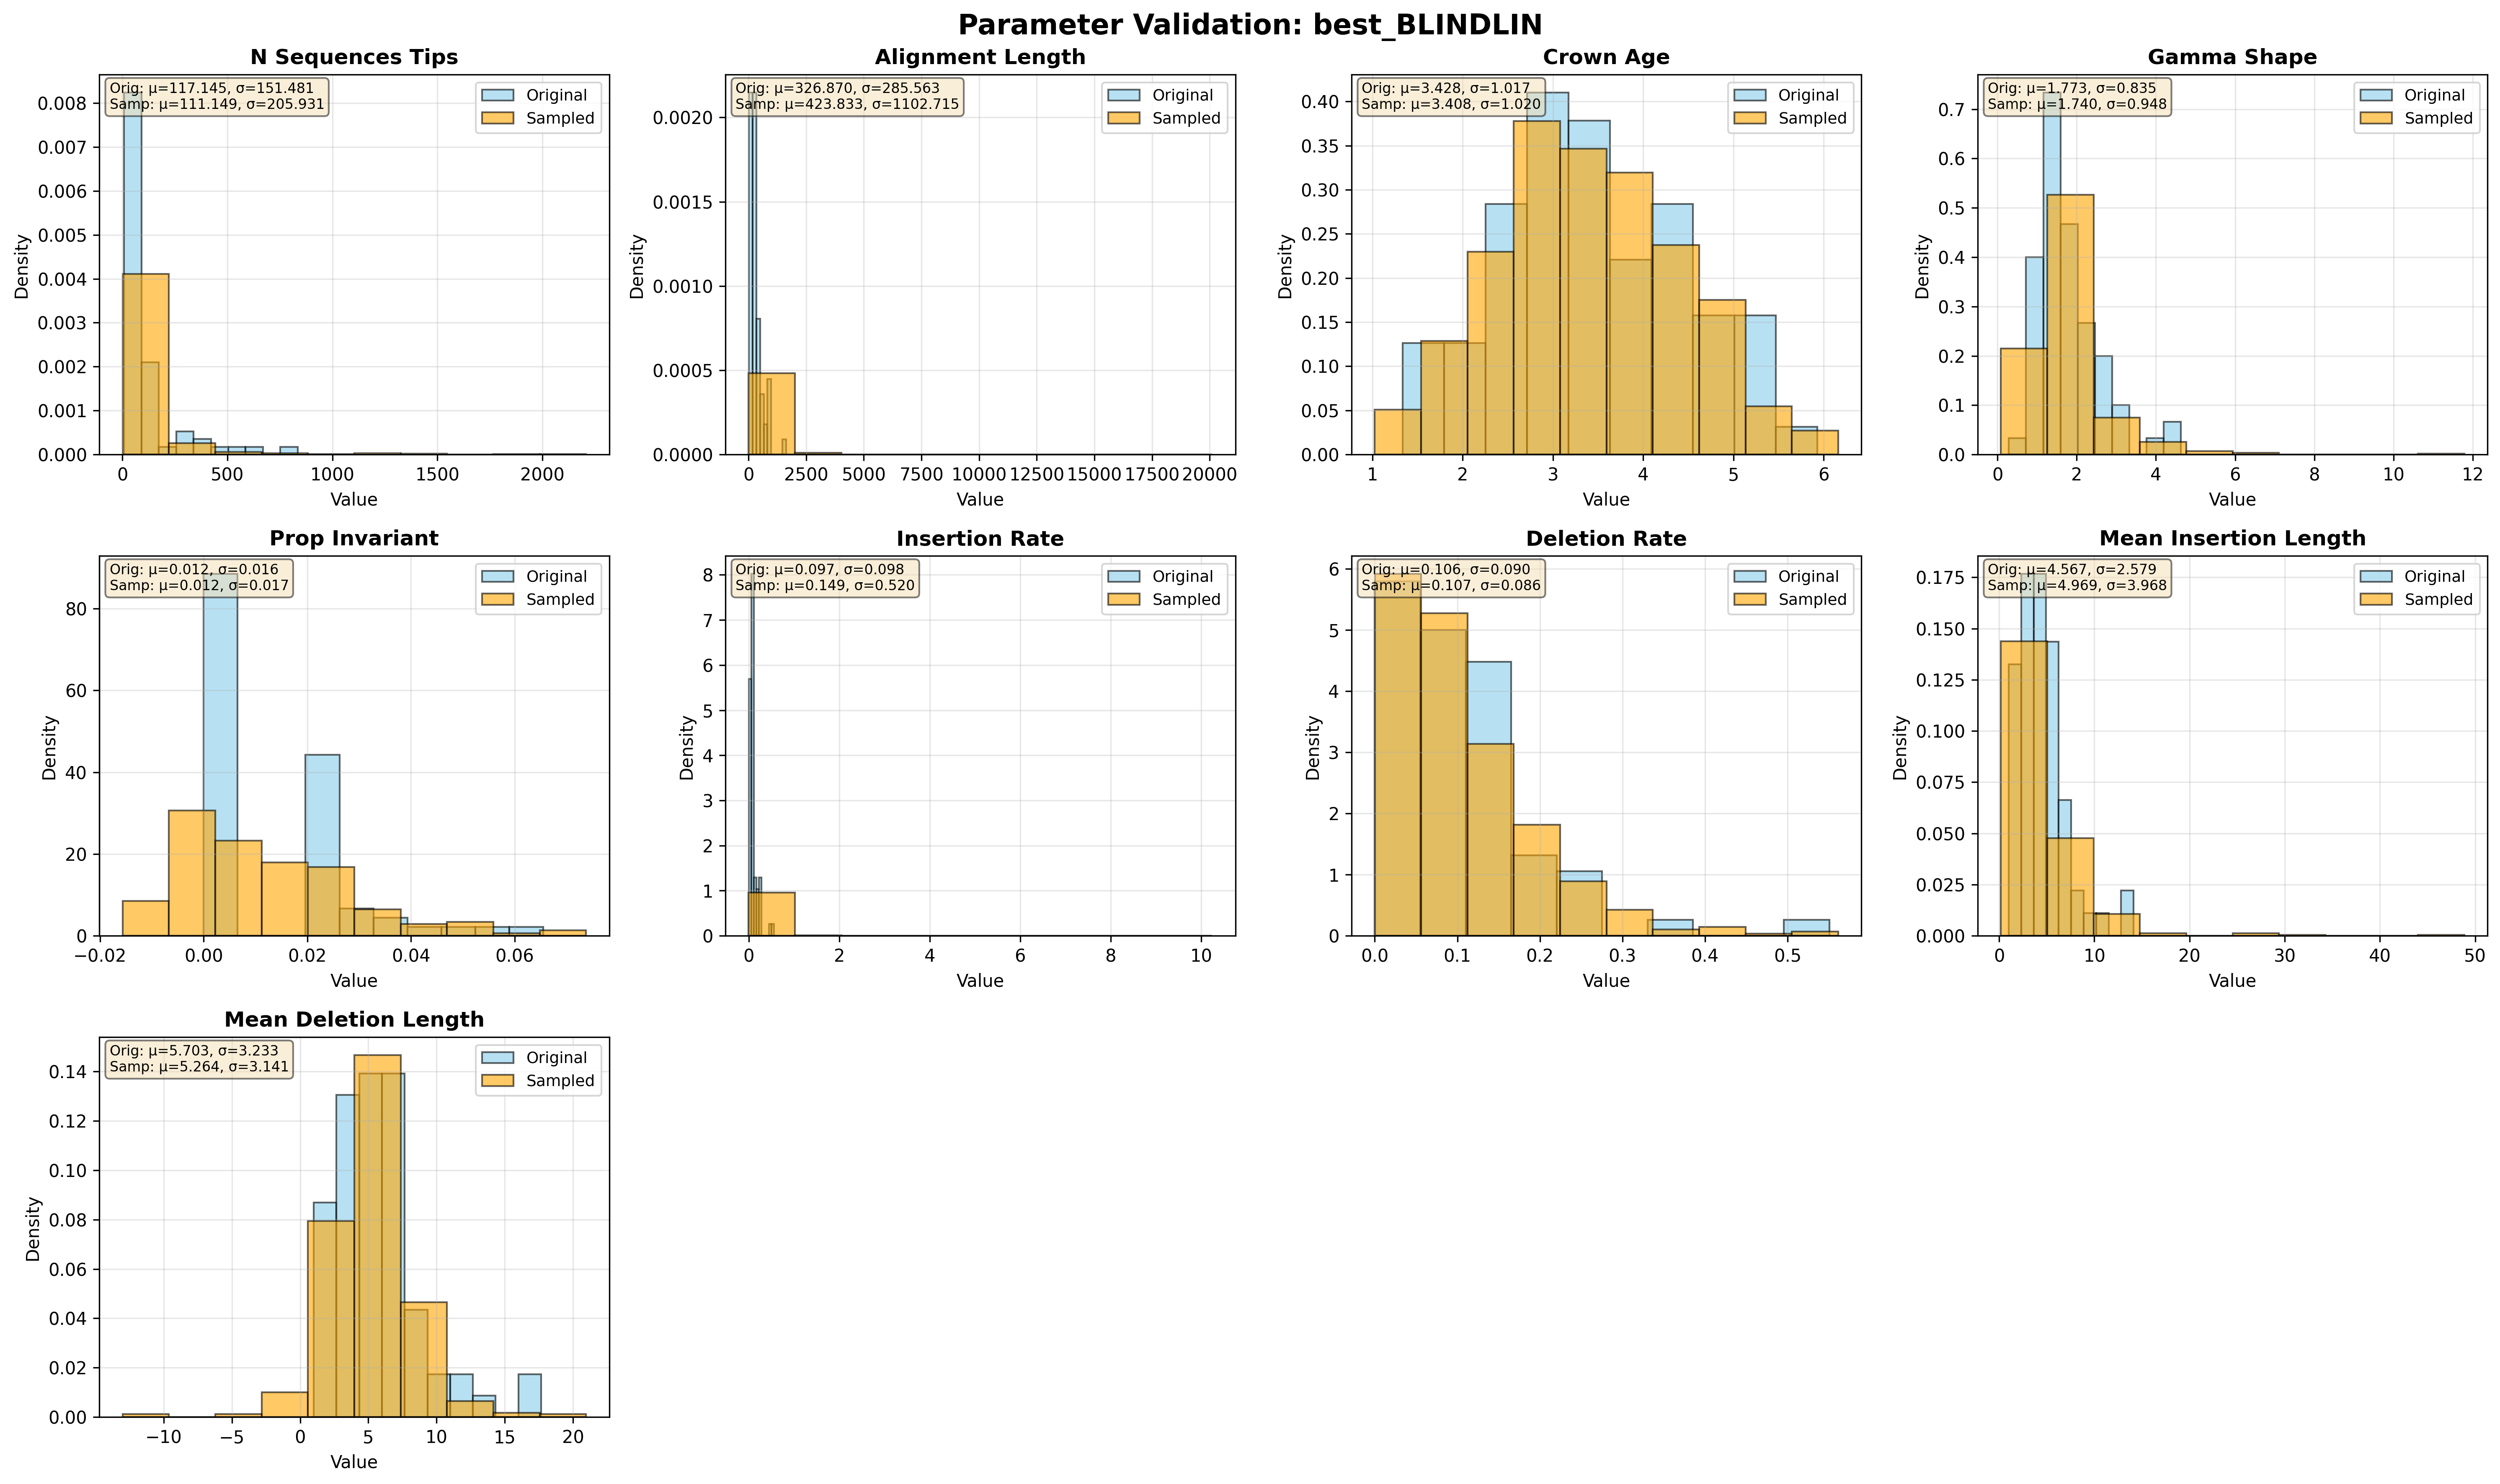 Parameter Validation: best_BLINDLIN
N Sequences Tips
Orig: μ=117.145, σ=151.481
Samp: μ=111.149, σ=205.931
Original
Sampled
Density
0.008
0.007
0.006
0.005
0.004
0.003
0.002
0.001
0.000
0 500 1000 1500 2000
Value
Alignment Length
Orig: μ=326.870, σ=285.563
Samp: μ=423.833, σ=1102.715
Original
Sampled
Density
0.0020
0.0015
0.0010
0.0005
0.0000
0 2500 5000 7500 10000 12500 15000 17500 20000
Value
Crown Age
Orig: μ=3.428, σ=1.017
Samp: μ=3.408, σ=1.020
Original
Sampled
Density
0.40
0.35
0.30
0.25
0.20
0.15
0.10
0.05
0.00
1 2 3 4 5 6
Value
Gamma Shape
Orig: μ=1.773, σ=0.835
Samp: μ=1.740, σ=0.948
Original
Sampled
Density
0.7
0.6
0.5
0.4
0.3
0.2
0.1
0.0
0 2 4 6 8 10 12
Value
Prop Invariant
Orig: μ=0.012, σ=0.016
Samp: μ=0.012, σ=0.017
Original
Sampled
Density
80
60
40
20
0
−0.02 0.00 0.02 0.04 0.06
Value
Insertion Rate
Orig: μ=0.097, σ=0.098
Samp: μ=0.149, σ=0.520
Original
Sampled
Density
8
7
6
5
4
3
2
1
0
0 2 4 6 8 10
Value
Deletion Rate
Orig: μ=0.106, σ=0.090
Samp: μ=0.107, σ=0.086
Original
Sampled
Density
6
5
4
3
2
1
0
0.0 0.1 0.2 0.3 0.4 0.5
Value
Mean Insertion Length
Orig: μ=4.567, σ=2.579
Samp: μ=4.969, σ=3.968
Original
Sampled
Density
0.175
0.150
0.125
0.100
0.075
0.050
0.025
0.000
0 10 20 30 40 50
Value
Mean Deletion Length
Orig: μ=5.703, σ=3.233
Samp: μ=5.264, σ=3.141
Original
Sampled
Density
0.14
0.12
0.10
0.08
0.06
0.04
0.02
0.00
−10 −5 0 5 10 15 20
Value